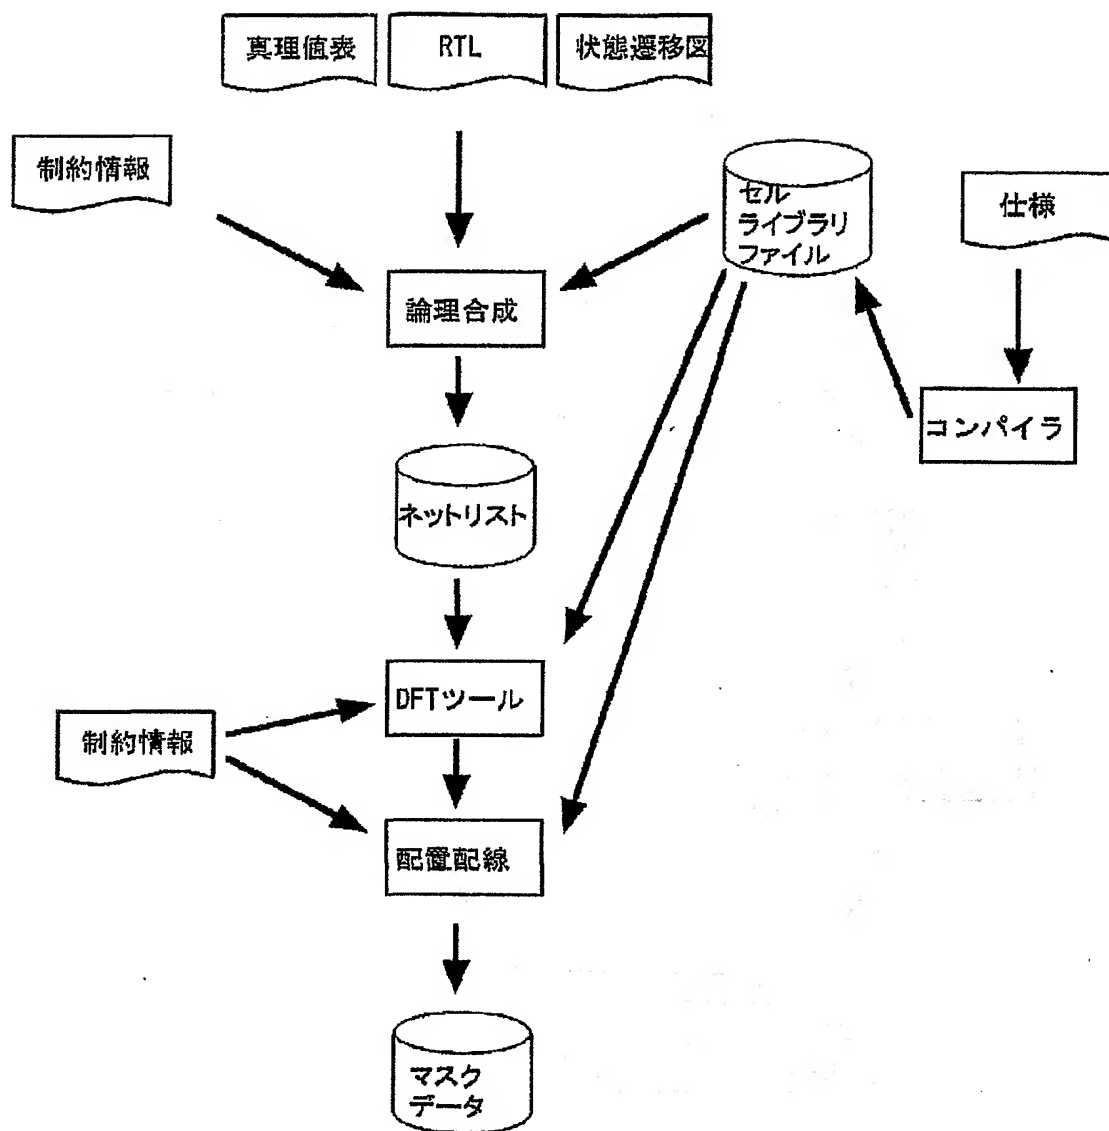 真理値表
RTL
状態遷移図
制約情報
セル
ライブラリ
ファイル
仕様
論理合成
コンパイラ
ネットリスト
DFTツール
制約情報
配置配線
マスク
データ